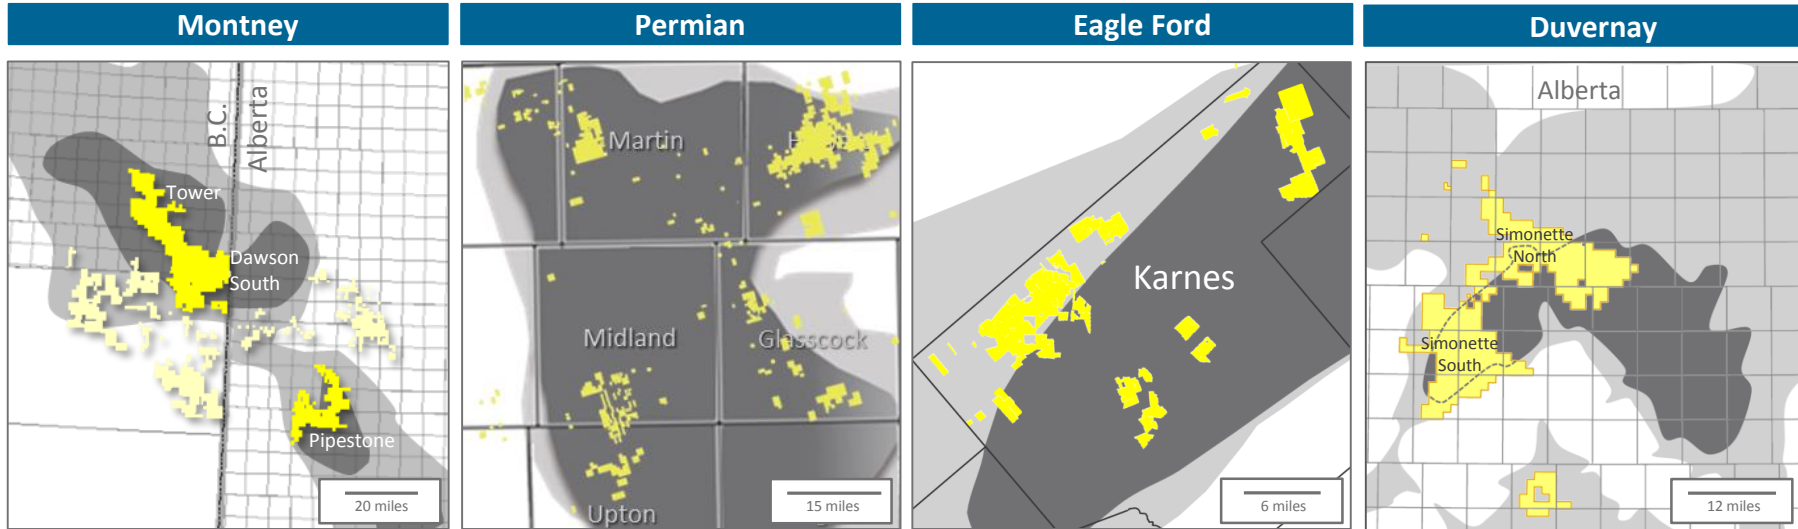 Montney
Permian
Eagle Ford
Duvernay
B.C.
Alberta
Tower
Dawson
South
Pipestone
20 miles
Martin
Midland
Glasscock
Upton
15 miles
Karnes
6 miles
Alberta
Simonette
North
Simonette
South
12 miles